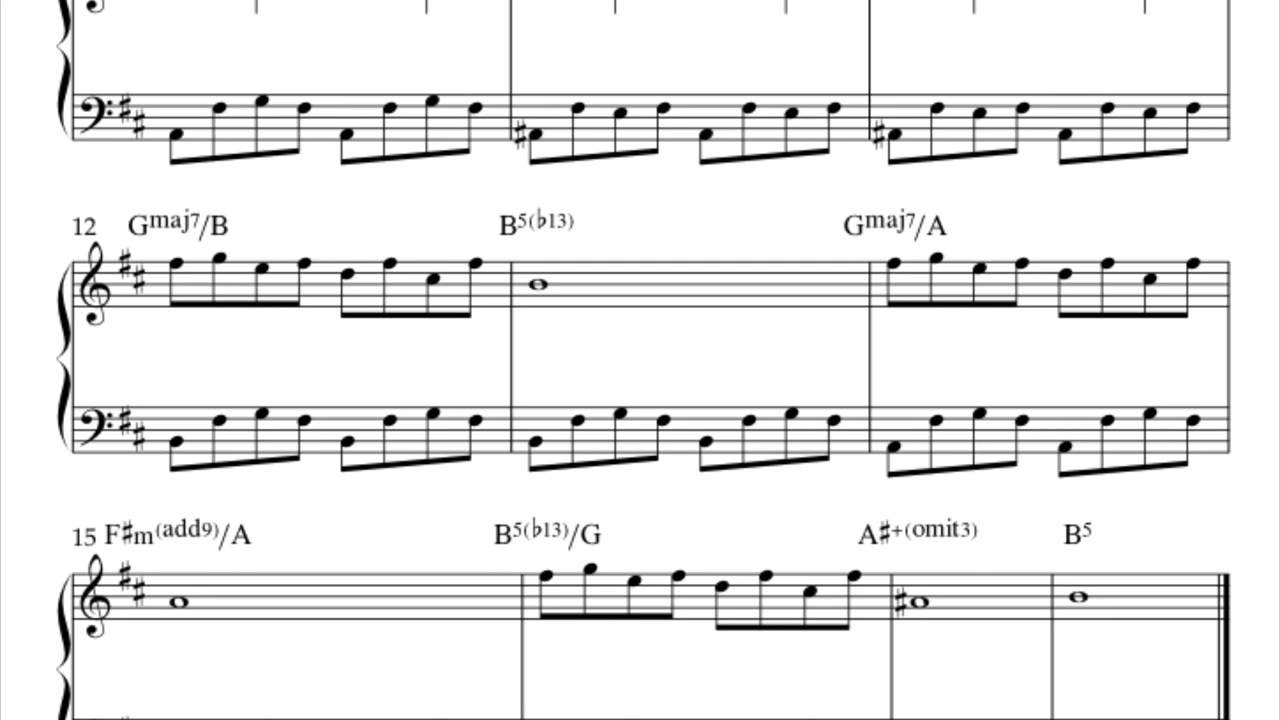 12 Gmaj7/B B5(♭13) Gmaj7/A
15 F♯m(add9)/A B5(♭13)/G A♯+(omit3) B5